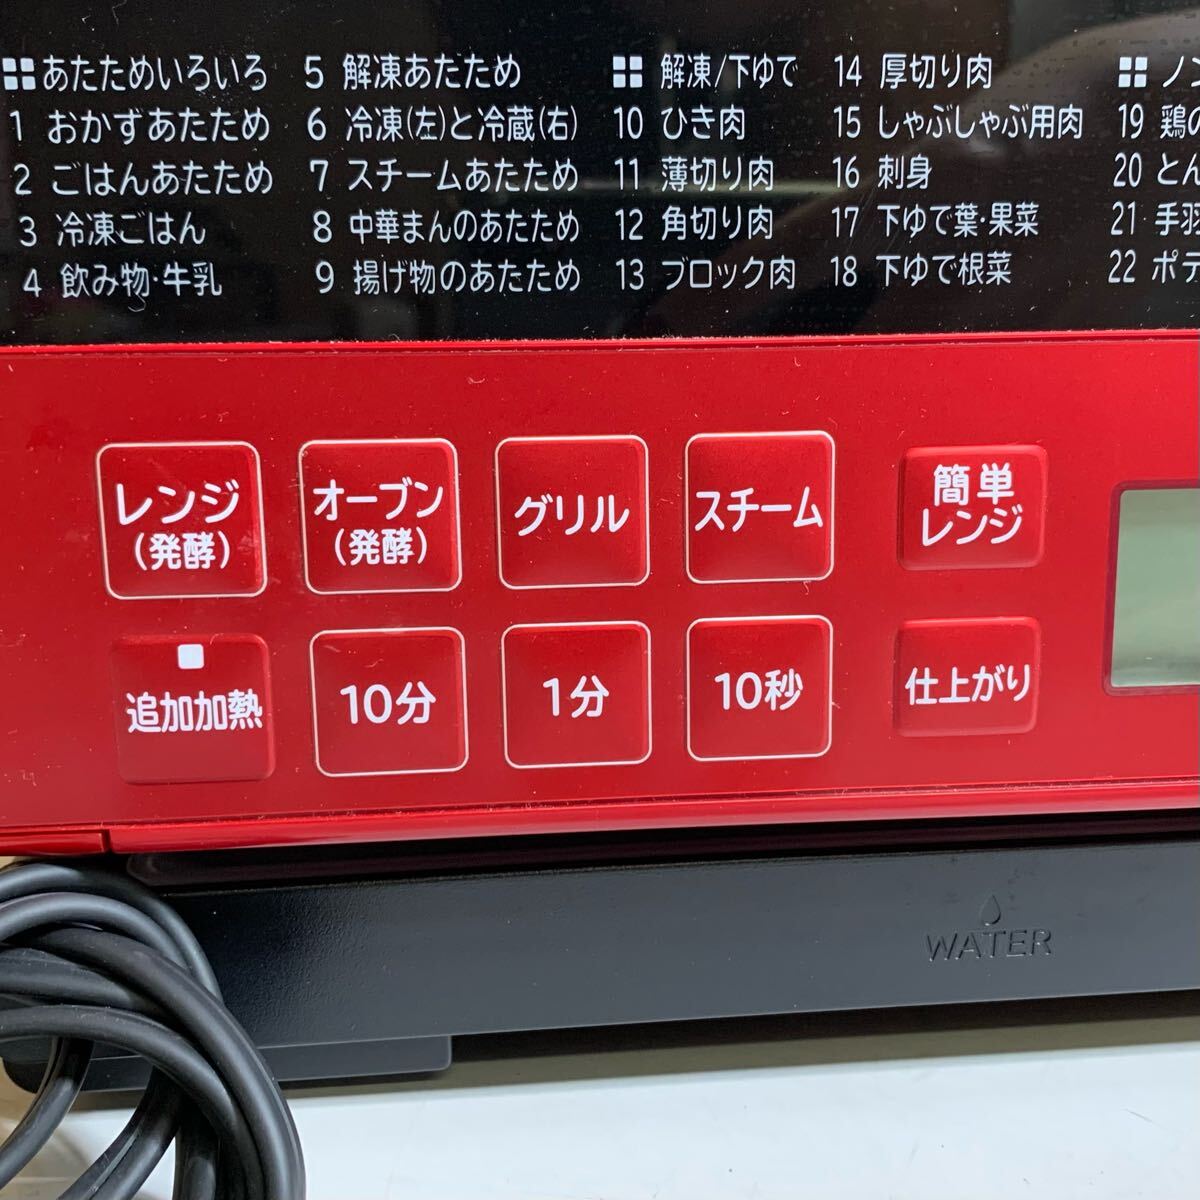 あたためいろいろ
1 おかずあたため
2 ごはんあたため
3 冷凍ごはん
4 飲み物・牛乳
5 解凍あたため
6 冷凍(左)と冷蔵(右)
7 スチームあたため
8 中華まんのあたため
9 揚げ物のあたため
解凍/下ゆで
10 ひき肉
11 薄切り肉
12 角切り肉
13 ブロック肉
14 厚切り肉
15 しゃぶしゃぶ用肉
16 刺身
17 下ゆで葉・果菜
18 下ゆで根菜
ノン
19 鶏の
20 とん
21 手羽
22 ポテ
レンジ
(発酵)
オーブン
(発酵)
グリル
スチーム
簡単
レンジ
追加加熱
10分
1分
10秒
仕上がり
WATER